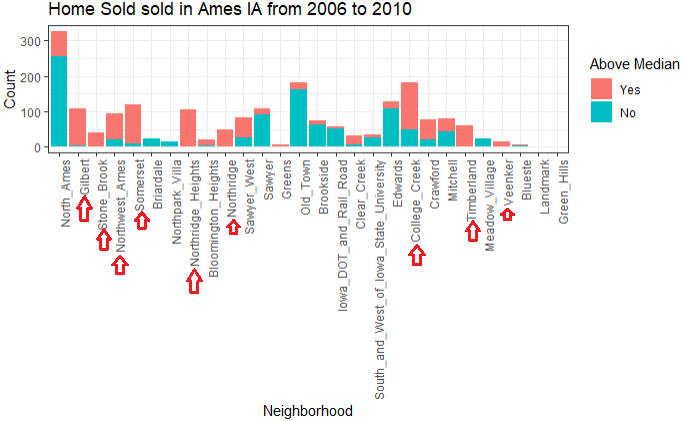 Home Sold sold in Ames IA from 2006 to 2010
Count
300
200
100
0
Above Median
Yes
No
North_Ames
Gilbert
Stone_Brook
Northwest_Ames
Somerset
Briardale
Northpark_Villa
Northridge_Heights
Bloomington_Heights
Northridge
Sawyer_West
Sawyer
Greens
Old_Town
Brookside
Iowa_DOT_and_Rail_Road
Clear_Creek
South_and_West_of_Iowa_State_University
Edwards
College_Creek
Crawford
Mitchell
Timberland
Meadow_Village
Veenker
Blueste
Landmark
Green_Hills
Neighborhood